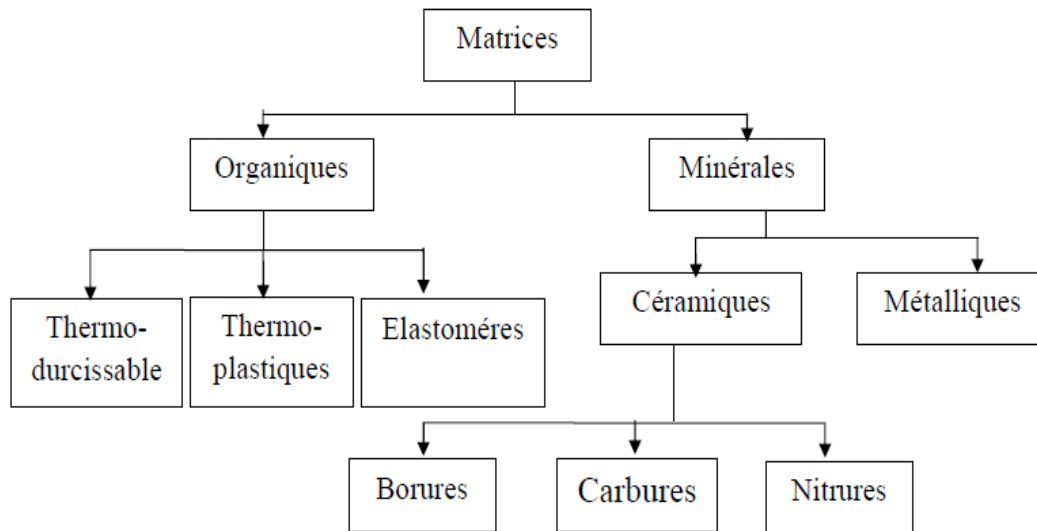 Matrices
Organiques
Minérales
Céramiques
Métalliques
Thermo-
durcissable
Thermo-
plastiques
Elastoméres
Borures
Carbures
Nitrures